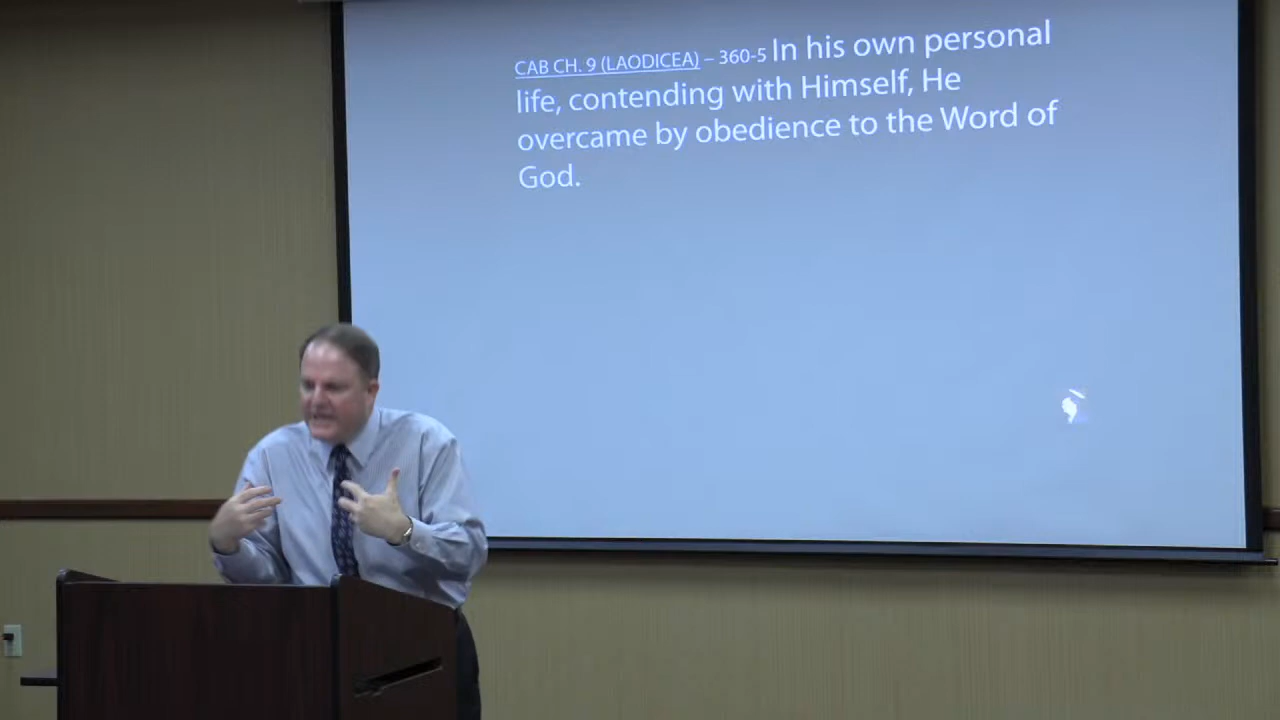 CAB CH. 9 (LAODICEA) – 360-5 In his own personal
life, contending with Himself, He
overcame by obedience to the Word of
God.